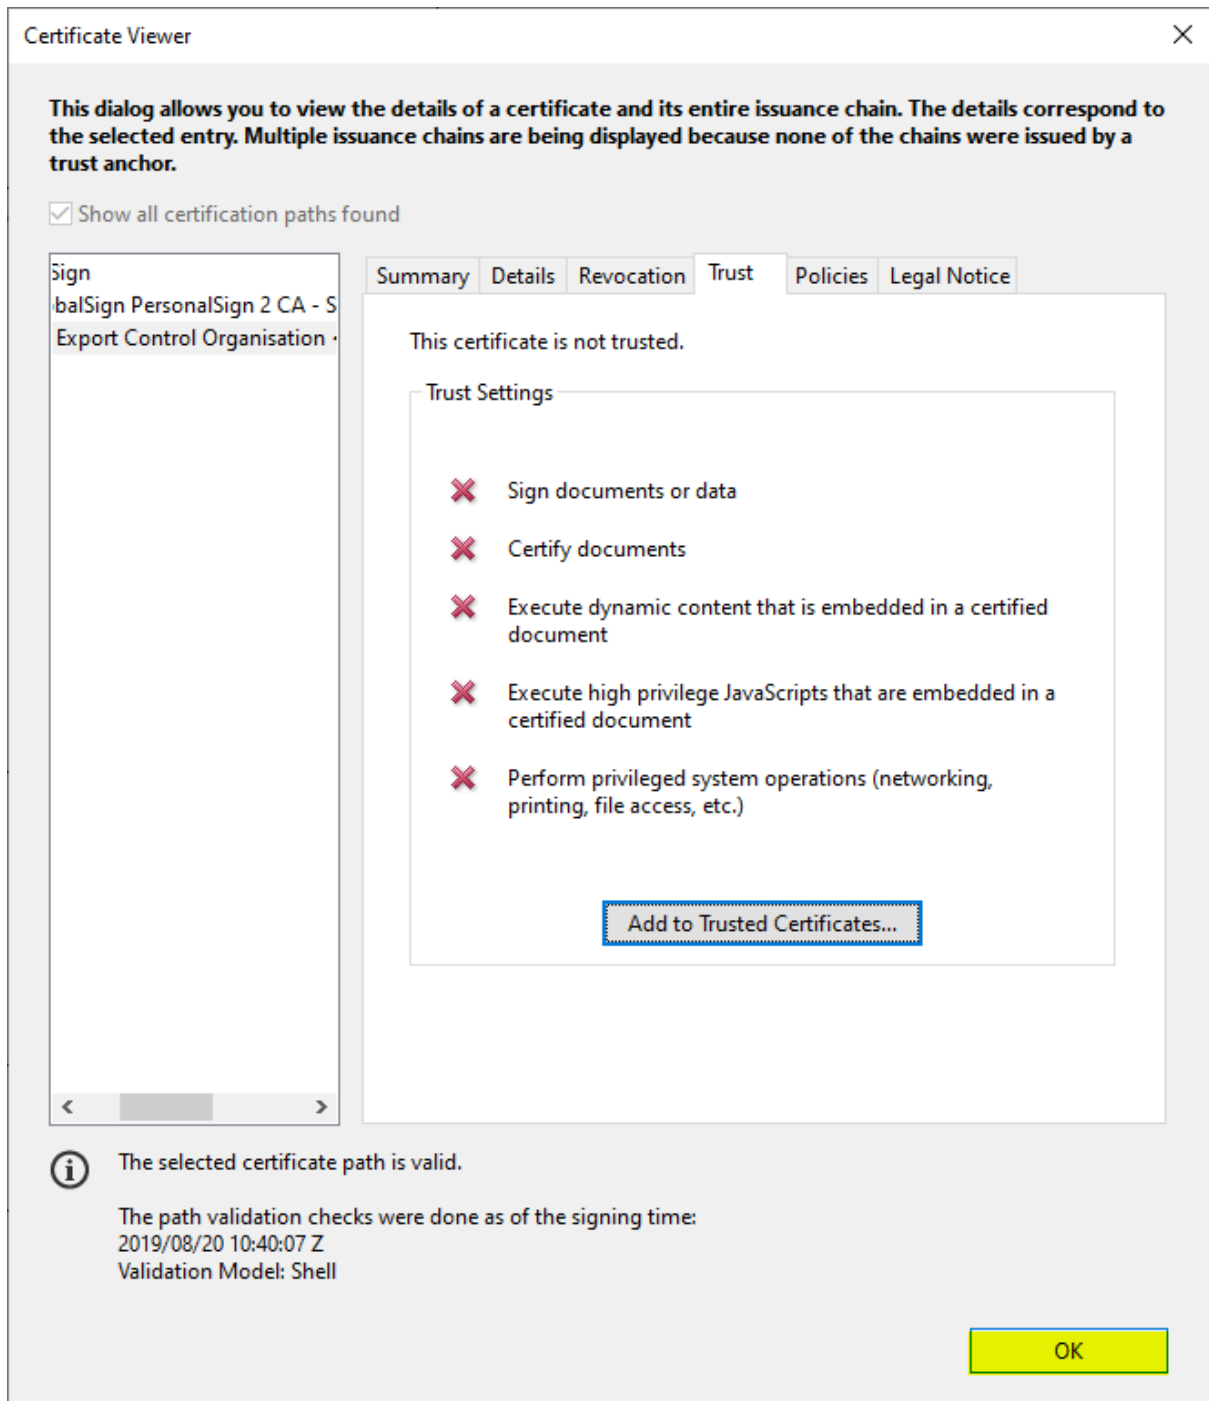 Certificate Viewer
This dialog allows you to view the details of a certificate and its entire issuance chain. The details correspond to
the selected entry. Multiple issuance chains are being displayed because none of the chains were issued by a
trust anchor.
Show all certification paths found
Sign
balSign PersonalSign 2 CA - S
Export Control Organisation
Summary Details Revocation Trust Policies Legal Notice
This certificate is not trusted.
Trust Settings
Sign documents or data
Certify documents
Execute dynamic content that is embedded in a certified
document
Execute high privilege JavaScripts that are embedded in a
certified document
Perform privileged system operations (networking,
printing, file access, etc.)
Add to Trusted Certificates...
The selected certificate path is valid.
The path validation checks were done as of the signing time:
2019/08/20 10:40:07 Z
Validation Model: Shell
OK